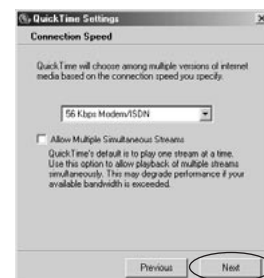 QuickTime Settings
Connection Speed
QuickTime will choose among multiple versions of internet
media based on the connection speed you specify.
56 Kbps Modem/ISDN
Allow Multiple Simultaneous Streams
QuickTime's default is to play one stream at a time.
Use this option to allow playback of multiple streams
simultaneously. This may degrade performance if your
available bandwidth is exceeded.
Previous
Next